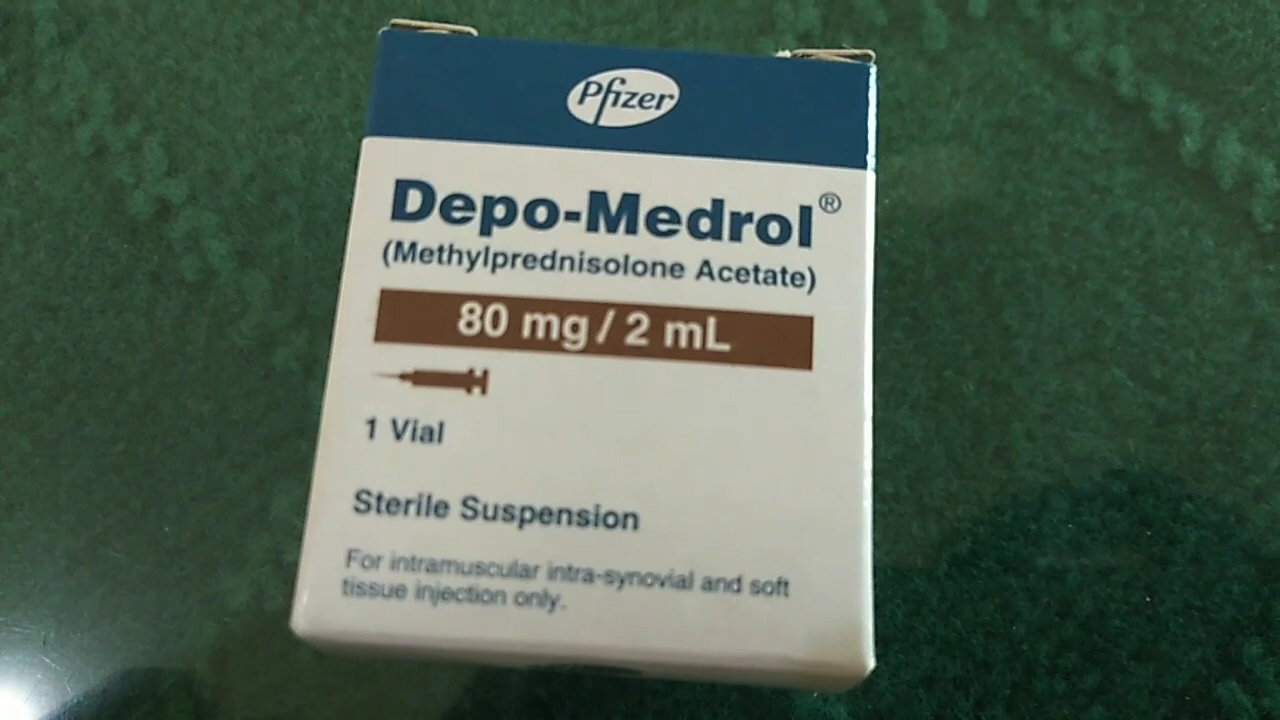 Pfizer
Depo-Medrol®
(Methylprednisolone Acetate)
80 mg / 2 mL
1 Vial
Sterile Suspension
For intramuscular intra-synovial and soft
tissue injection only.